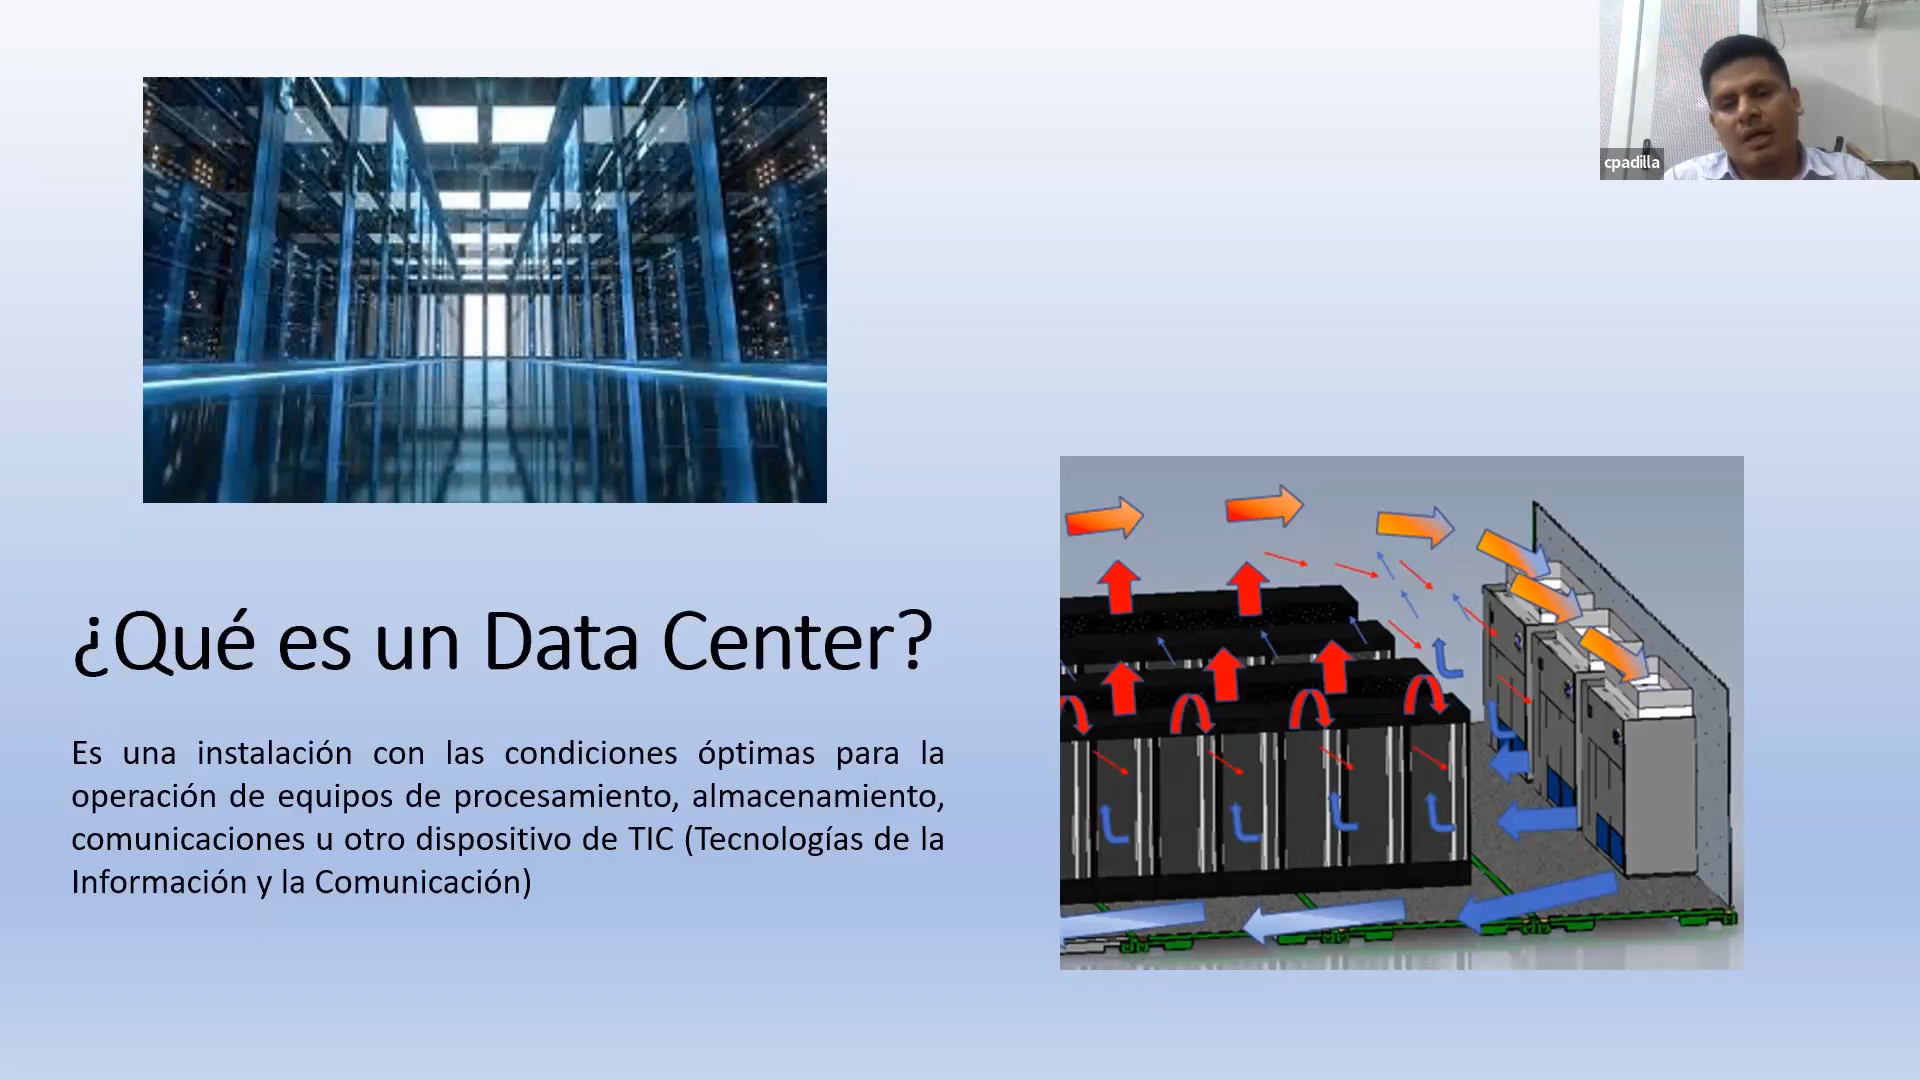 cpadilla
¿Qué es un Data Center?
Es una instalación con las condiciones óptimas para la
operación de equipos de procesamiento, almacenamiento,
comunicaciones u otro dispositivo de TIC (Tecnologías de la
Información y la Comunicación)